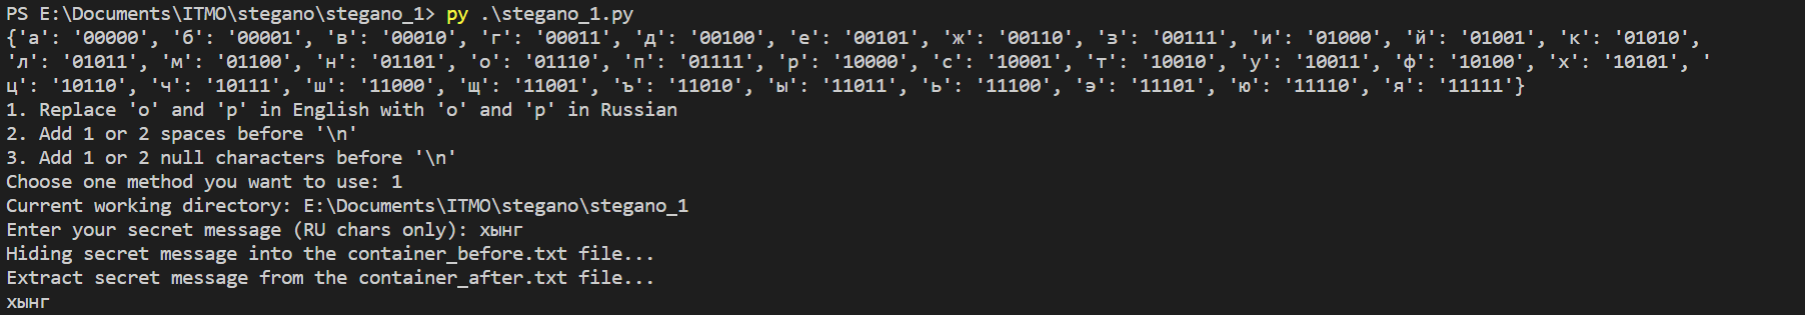 PS E:\Documents\ITMO\stegano\stegano_1> py .\stegano_1.py
{'а': '00000', 'б': '00001', 'в': '00010', 'г': '00011', 'д': '00100', 'е': '00101', 'ж': '00110', 'з': '00111', 'и': '01000', 'й': '01001', 'к': '01010',
'л': '01011', 'м': '01100', 'н': '01101', 'о': '01110', 'п': '01111', 'р': '10000', 'с': '10001', 'т': '10010', 'у': '10011', 'ф': '10100', 'х': '10101', '
ц': '10110', 'ч': '10111', 'ш': '11000', 'щ': '11001', 'ъ': '11010', 'ы': '11011', 'ь': '11100', 'э': '11101', 'ю': '11110', 'я': '11111'}
1. Replace 'o' and 'p' in English with 'o' and 'p' in Russian
2. Add 1 or 2 spaces before '\n'
3. Add 1 or 2 null characters before '\n'
Choose one method you want to use: 1
Current working directory: E:\Documents\ITMO\stegano\stegano_1
Enter your secret message (RU chars only): хынг
Hiding secret message into the container_before.txt file...
Extract secret message from the container_after.txt file...
хынг